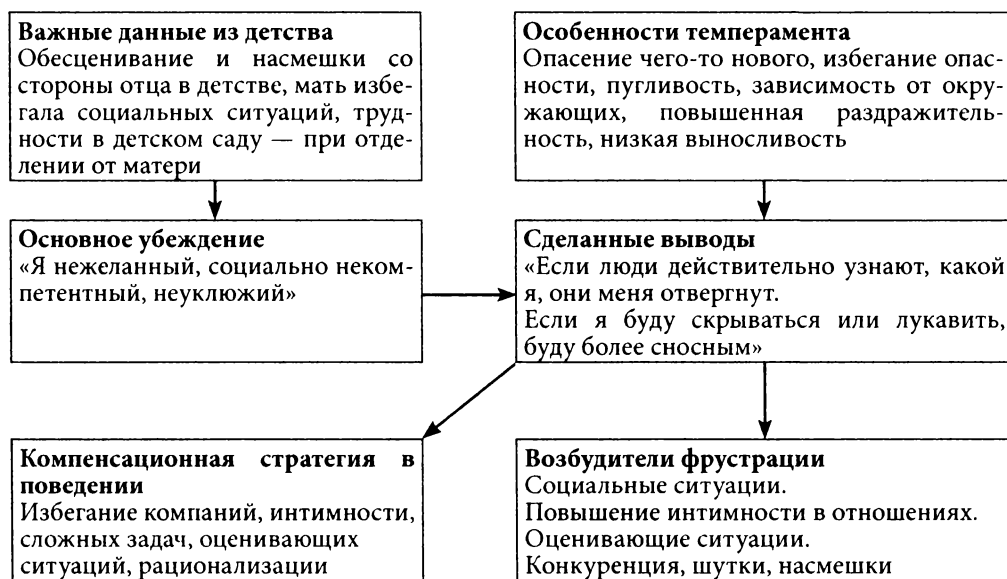 Важные данные из детства
Обесценивание и насмешки со
стороны отца в детстве, мать избе-
гала социальных ситуаций, труд-
ности в детском саду — при отде-
лении от матери
Особенности темперамента
Опасение чего-то нового, избегание опас-
ности, пугливость, зависимость от окру-
жающих, повышенная раздражитель-
ность, низкая выносливость
Основное убеждение
«Я нежеланный, социально неком-
петентный, неуклюжий»
Сделанные выводы
«Если люди действительно узнают, какой
я, они меня отвергнут.
Если я буду скрываться или лукавить,
буду более сносным»
Компенсационная стратегия в
поведении
Избегание компаний, интимности,
сложных задач, оценивающих
ситуаций, рационализации
Возбудители фрустрации
Социальные ситуации.
Повышение интимности в отношениях.
Оценивающие ситуации.
Конкуренция, шутки, насмешки